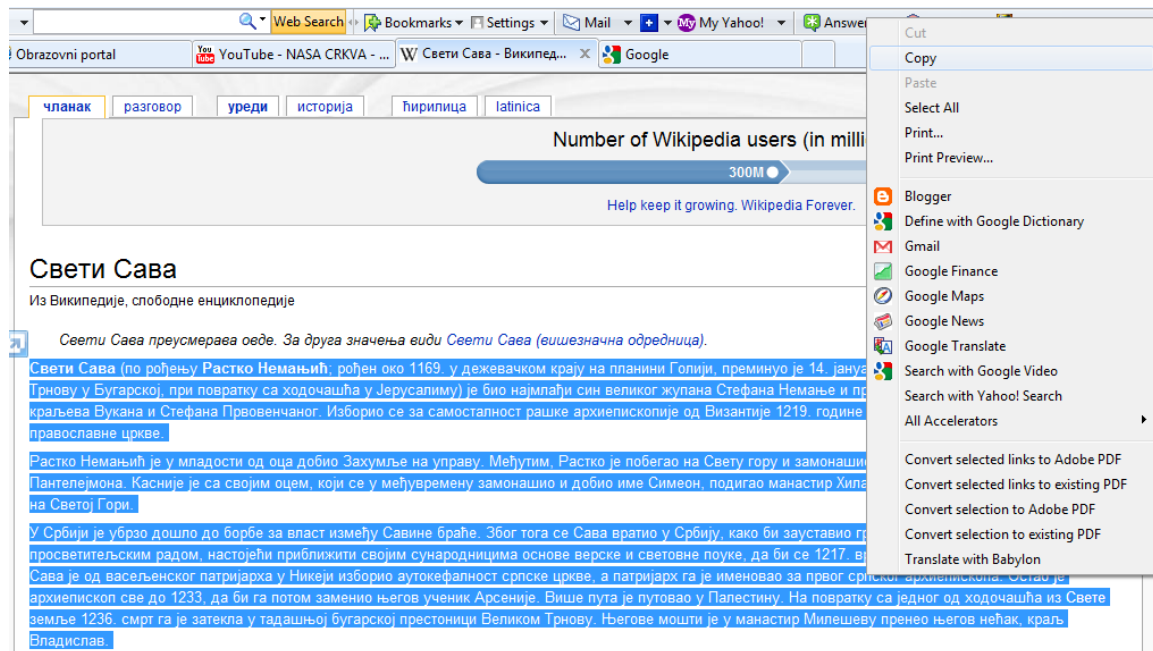 Web Search Bookmarks Settings Mail My Yahoo!
Obrazovni portal YouTube - NASA CRKVA - ... Свети Сава - Википед... Google
чланак разговор уреди историја ћирилица latinica
Number of Wikipedia users (in milli
300M
Help keep it growing. Wikipedia Forever.
Свети Сава
Из Википедије, слободне енциклопедије
Свети Сава преусмерава овде. За друга значења види Свети Сава (вишезначна одредница).
Свети Сава (по рођењу Растко Немањић; рођен око 1169. у дежевачком крају на планини Голији, преминуо је 14.
Трнову у Бугарској, при повратку са ходочашћа у Јерусалиму) је био најмлађи син великог жупана Стефана Немање и
краљева Вукана и Стефана Првовенчаног. Изборио се за самосталност рашке архиепископије од Византије 1219. године
православне цркве.
Растко Немањић је у младости од оца добио Захумље на управу. Међутим, Растко је побегао на Свету гору и
Пантелејмона. Касније је са својим оцем, који се у међувремену замонашио и добио име Симеон, подигао манастир
на Светој Гори.
У Србији је убрзо дошло до борбе за власт између Савине браће. Због тога се Сава вратио у Србију, како би зауставио
просветитељским радом, настојећи приближити својим сународницима основе верске и световне поуке, да би се 1217.
Сава је од васељенског патријарха у Никеји изборио аутокефалност српске цркве, а патријарх га је именовао за првог српског архиепископа. Остао је
архиепископ све до 1233, да би га потом заменио његов ученик Арсеније. Више пута је путовао у Палестину. На повратку са једног од ходочашћа из Свете
земље 1236. смрт га је затекла у тадашњој бугарској престоници Великом Трнову. Његове мошти је у манастир Милешеву пренео његов нећак, краљ
Владислав.
Cut
Copy
Paste
Select All
Print...
Print Preview...
Blogger
Define with Google Dictionary
Gmail
Google Finance
Google Maps
Google News
Google Translate
Search with Google Video
Search with Yahoo! Search
All Accelerators
Convert selected links to Adobe PDF
Convert selected links to existing PDF
Convert selection to Adobe PDF
Convert selection to existing PDF
Translate with Babylon